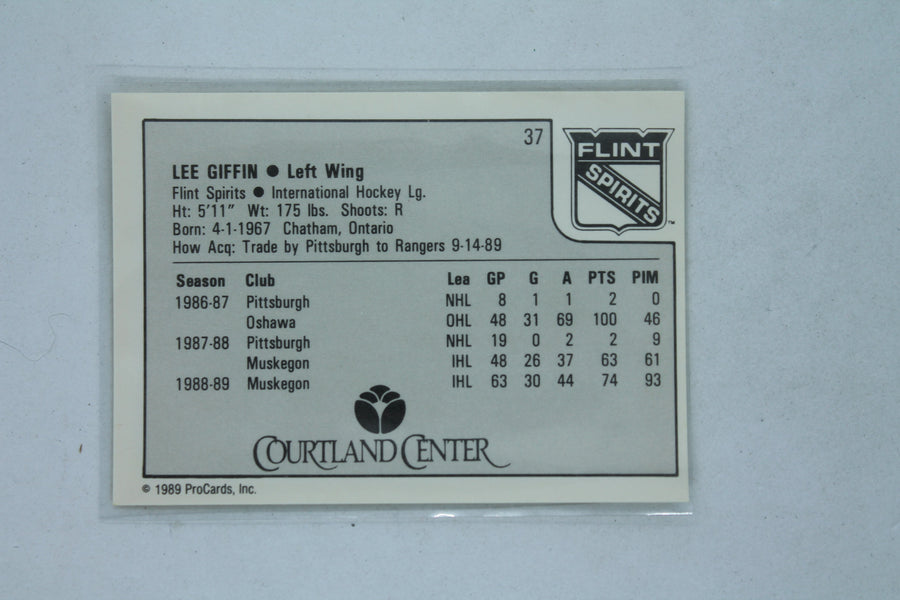 37
FLINT
SPIRITS
™
LEE GIFFIN ● Left Wing
Flint Spirits ● International Hockey Lg.
Ht: 5'11" Wt: 175 lbs. Shoots: R
Born: 4-1-1967 Chatham, Ontario
How Acq: Trade by Pittsburgh to Rangers 9-14-89
Season Club Lea GP G A PTS PIM
1986-87 Pittsburgh NHL 8 1 1 2 0
Oshawa OHL 48 31 69 100 46
1987-88 Pittsburgh NHL 19 0 2 2 9
Muskegon IHL 48 26 37 63 61
1988-89 Muskegon IHL 63 30 44 74 93
COURTLAND CENTER
© 1989 ProCards, Inc.